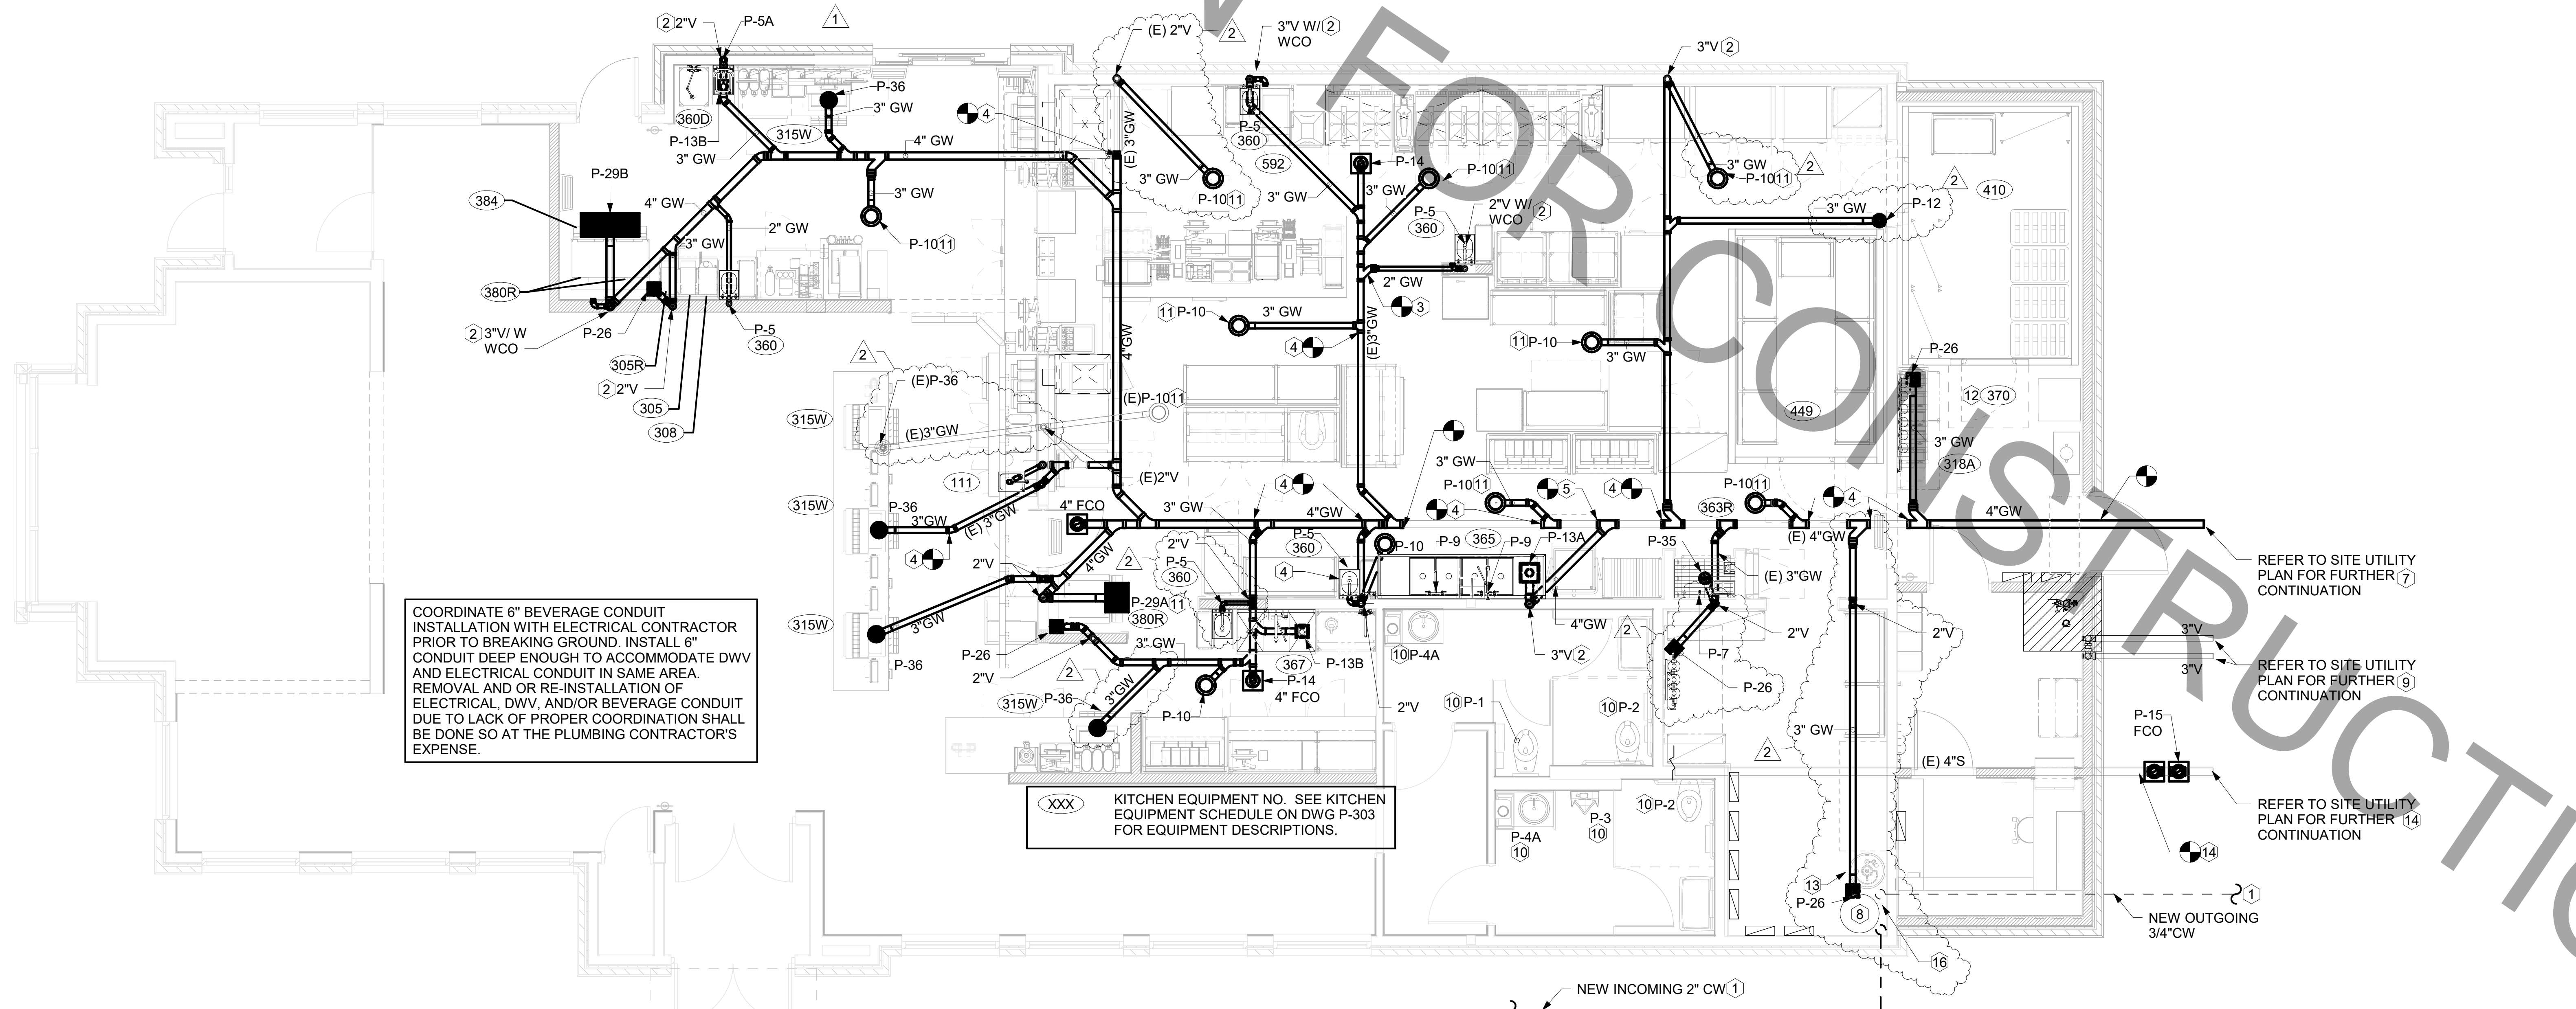 2 2"V
P-5A
1
(E) 2"V
2
3"V W/ 2
WCO
3"V 2
NOT FOR CONSTRUCTION
P-36
3" GW
360D
315W
P-13B
3" GW
4" GW
4
(E) 3"GW
P-5
360
592
P-14
3" GW
P-10 11
3" GW
3" GW
P-10 11
3" GW
P-10 11
2
2
410
P-29B
384
4" GW
3" GW
2" GW
3" GW
P-10 11
P-5
360
2"V W/
WCO 2
3" GW
P-12
380R
2" GW
3
2 3"V/ W
WCO
P-26
P-5
360
11 P-10
3" GW
4
(E)3"GW
11 P-10
3" GW
4"GW
305R
2 2"V
305
308
2
(E)P-36
(E)P-10 11
P-26
12 370
315W
(E)3"GW
449
3" GW
318A
3" GW
111
(E)2"V
P-10 11
4
4
5
4
363R
P-10 11
4
315W
P-36
3"GW
(E) 3"GW
4" FCO
3" GW
4"GW
4"GW
4
2"V
4"GW
2
2"V
P-5
360
P-5
360
P-10
P-9
365
P-9
P-13A
P-35
(E) 4"GW
REFER TO SITE UTILITY
PLAN FOR FURTHER 7
CONTINUATION
4
(E) 3"GW
COORDINATE 6" BEVERAGE CONDUIT
INSTALLATION WITH ELECTRICAL CONTRACTOR
PRIOR TO BREAKING GROUND. INSTALL 6"
CONDUIT DEEP ENOUGH TO ACCOMMODATE DWV
AND ELECTRICAL CONDUIT IN SAME AREA.
REMOVAL AND OR RE-INSTALLATION OF
ELECTRICAL, DWV, AND/OR BEVERAGE CONDUIT
DUE TO LACK OF PROPER COORDINATION SHALL
BE DONE SO AT THE PLUMBING CONTRACTOR'S
EXPENSE.
315W
3"GW
P-29A 11
380R
4"GW
2
2"V
2"V
3"V
P-36
P-26
3" GW
367
P-13B
10 P-4A
3"V 2
P-7
3"V
2"V
2
P-14
4" FCO
P-26
REFER TO SITE UTILITY
PLAN FOR FURTHER 9
CONTINUATION
315W P-36
3"GW
P-10
2"V
10 P-1
10 P-2
P-15
FCO
3" GW
2
(E) 4"S
XXX
KITCHEN EQUIPMENT NO. SEE KITCHEN
EQUIPMENT SCHEDULE ON DWG P-303
FOR EQUIPMENT DESCRIPTIONS.
P-4A
10
P-3
10
10 P-2
REFER TO SITE UTILITY
PLAN FOR FURTHER 14
CONTINUATION
14
13
P-26
8
1
NEW OUTGOING
3/4"CW
16
NEW INCOMING 2" CW 1